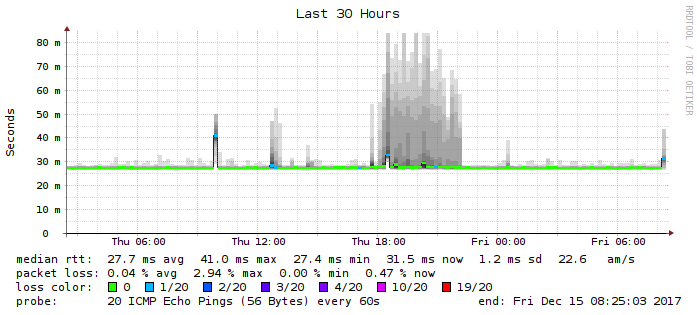 Last 30 Hours
RRDTOOL / TOBI OETIKER
Seconds
80 m
70 m
60 m
50 m
40 m
30 m
20 m
10 m
0
Thu 06:00 Thu 12:00 Thu 18:00 Fri 00:00 Fri 06:00
median rtt: 27.7 ms avg 41.0 ms max 27.4 ms min 31.5 ms now 1.2 ms sd 22.6 am/s
packet loss: 0.04 % avg 2.94 % max 0.00 % min 0.47 % now
loss color: 0 1/20 2/20 3/20 4/20 10/20 19/20
probe: 20 ICMP Echo Pings (56 Bytes) every 60s end: Fri Dec 15 08:25:03 2017